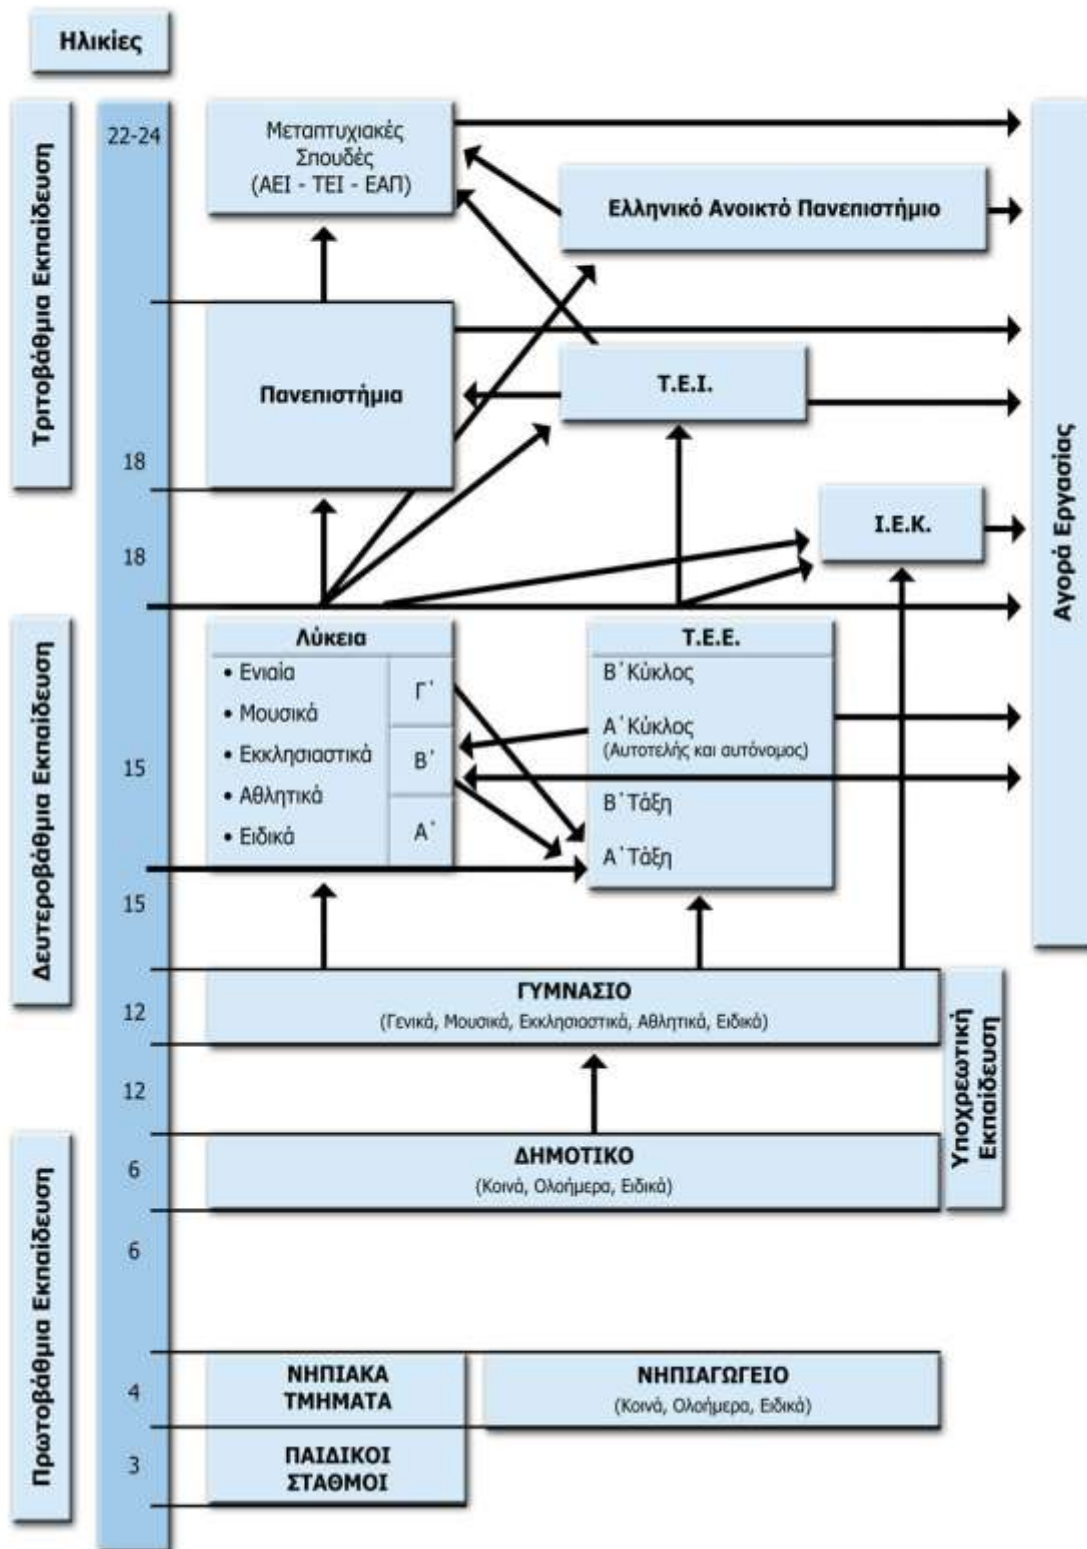 Ηλικίες
Τριτοβάθμια Εκπαίδευση
22-24
Μεταπτυχιακές
Σπουδές
(ΑΕΙ - ΤΕΙ - ΕΑΠ)
Ελληνικό Ανοικτό Πανεπιστήμιο
Πανεπιστήμια
Τ.Ε.Ι.
18
Ι.Ε.Κ.
18
Αγορά Εργασίας
Δευτεροβάθμια Εκπαίδευση
Λύκεια
• Ενιαία
• Μουσικά
• Εκκλησιαστικά
• Αθλητικά
• Ειδικά
Γ΄
Β΄
Α΄
Τ.Ε.Ε.
Β΄Κύκλος
Α΄Κύκλος
(Αυτοτελής και αυτόνομος)
Β΄Τάξη
Α΄Τάξη
15
15
12
ΓΥΜΝΑΣΙΟ
(Γενικά, Μουσικά, Εκκλησιαστικά, Αθλητικά, Ειδικά)
12
Υποχρεωτική
Εκπαίδευση
Πρωτοβάθμια Εκπαίδευση
6
ΔΗΜΟΤΙΚΟ
(Κοινά, Ολοήμερα, Ειδικά)
6
4
ΝΗΠΙΑΚΑ
ΤΜΗΜΑΤΑ
ΝΗΠΙΑΓΩΓΕΙΟ
(Κοινά, Ολοήμερα, Ειδικά)
3
ΠΑΙΔΙΚΟΙ
ΣΤΑΘΜΟΙ